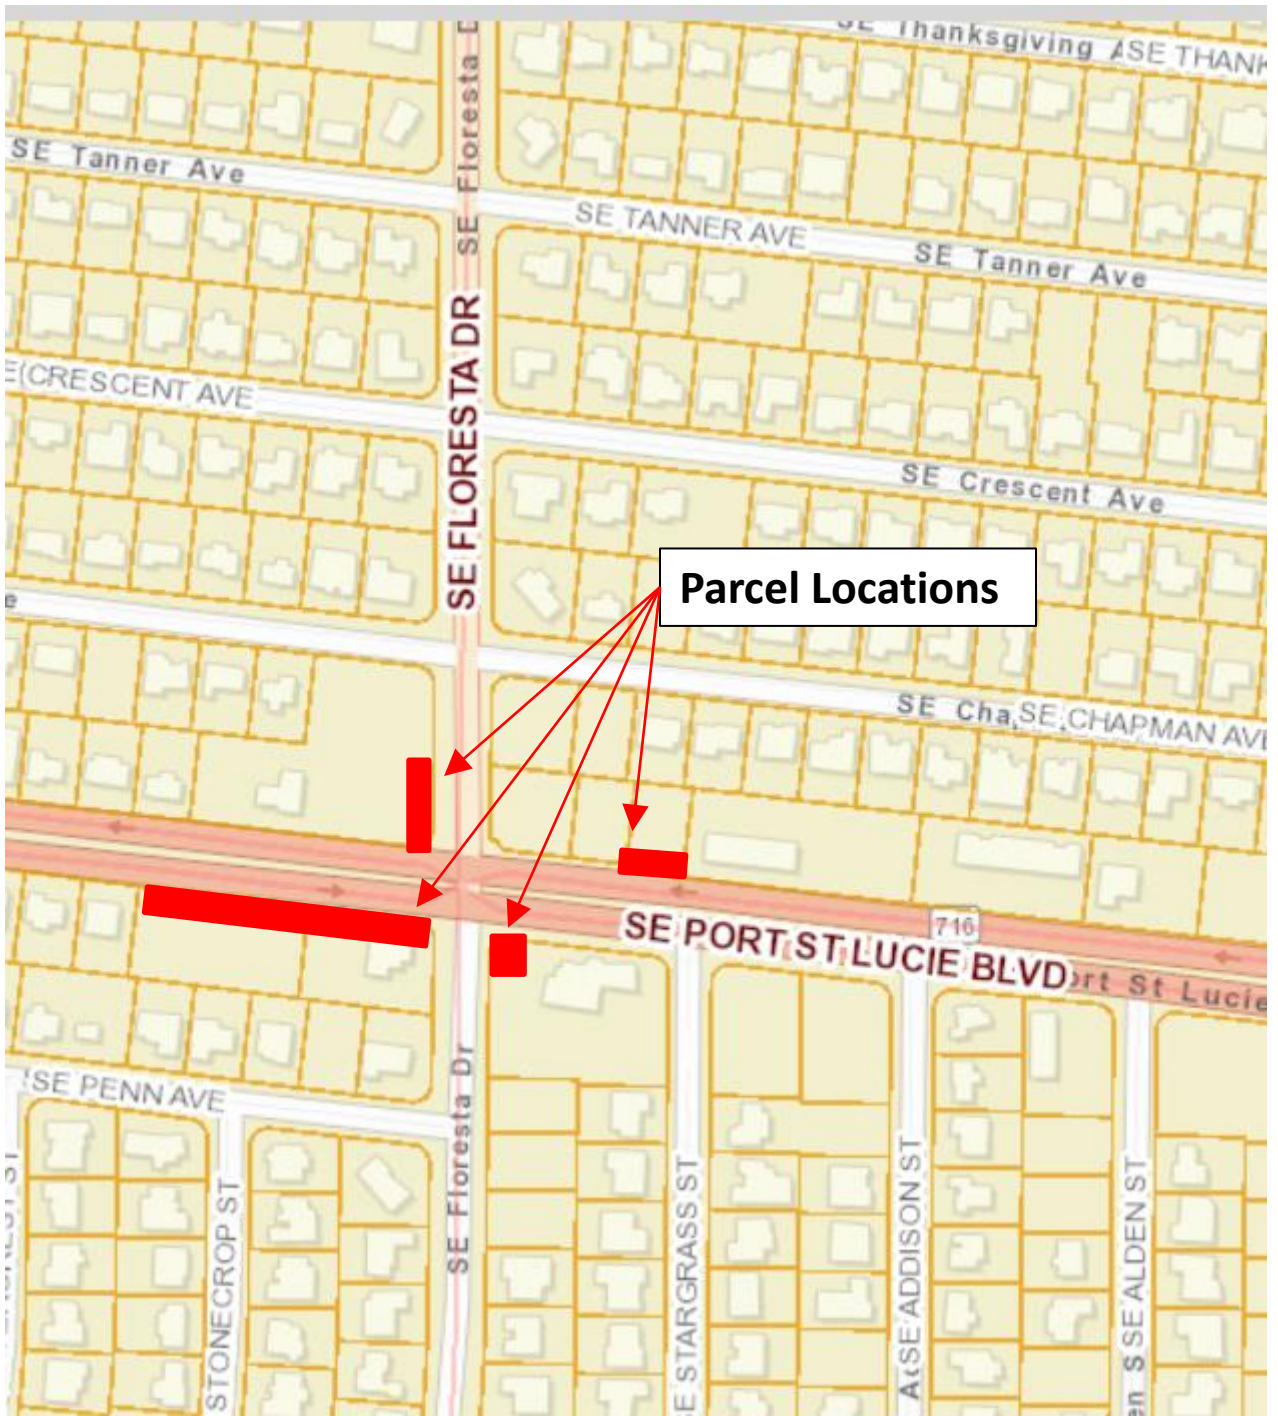 SE Thanksgiving A
SE THANK
SE Floresta D
SE Tanner Ave
SE TANNER AVE
SE Tanner Ave
SE FLORESTA DR
E CRESCENT AVE
SE Crescent Ave
Parcel Locations
e
SE Cha
SE CHAPMAN AVE
716
SE PORT ST LUCIE BLVD
ort St Lucie
SE PENN AVE
SE Floresta Dr
STONECROP ST
SE STARGRASS ST
SE ADDISON ST
SE ALDEN ST